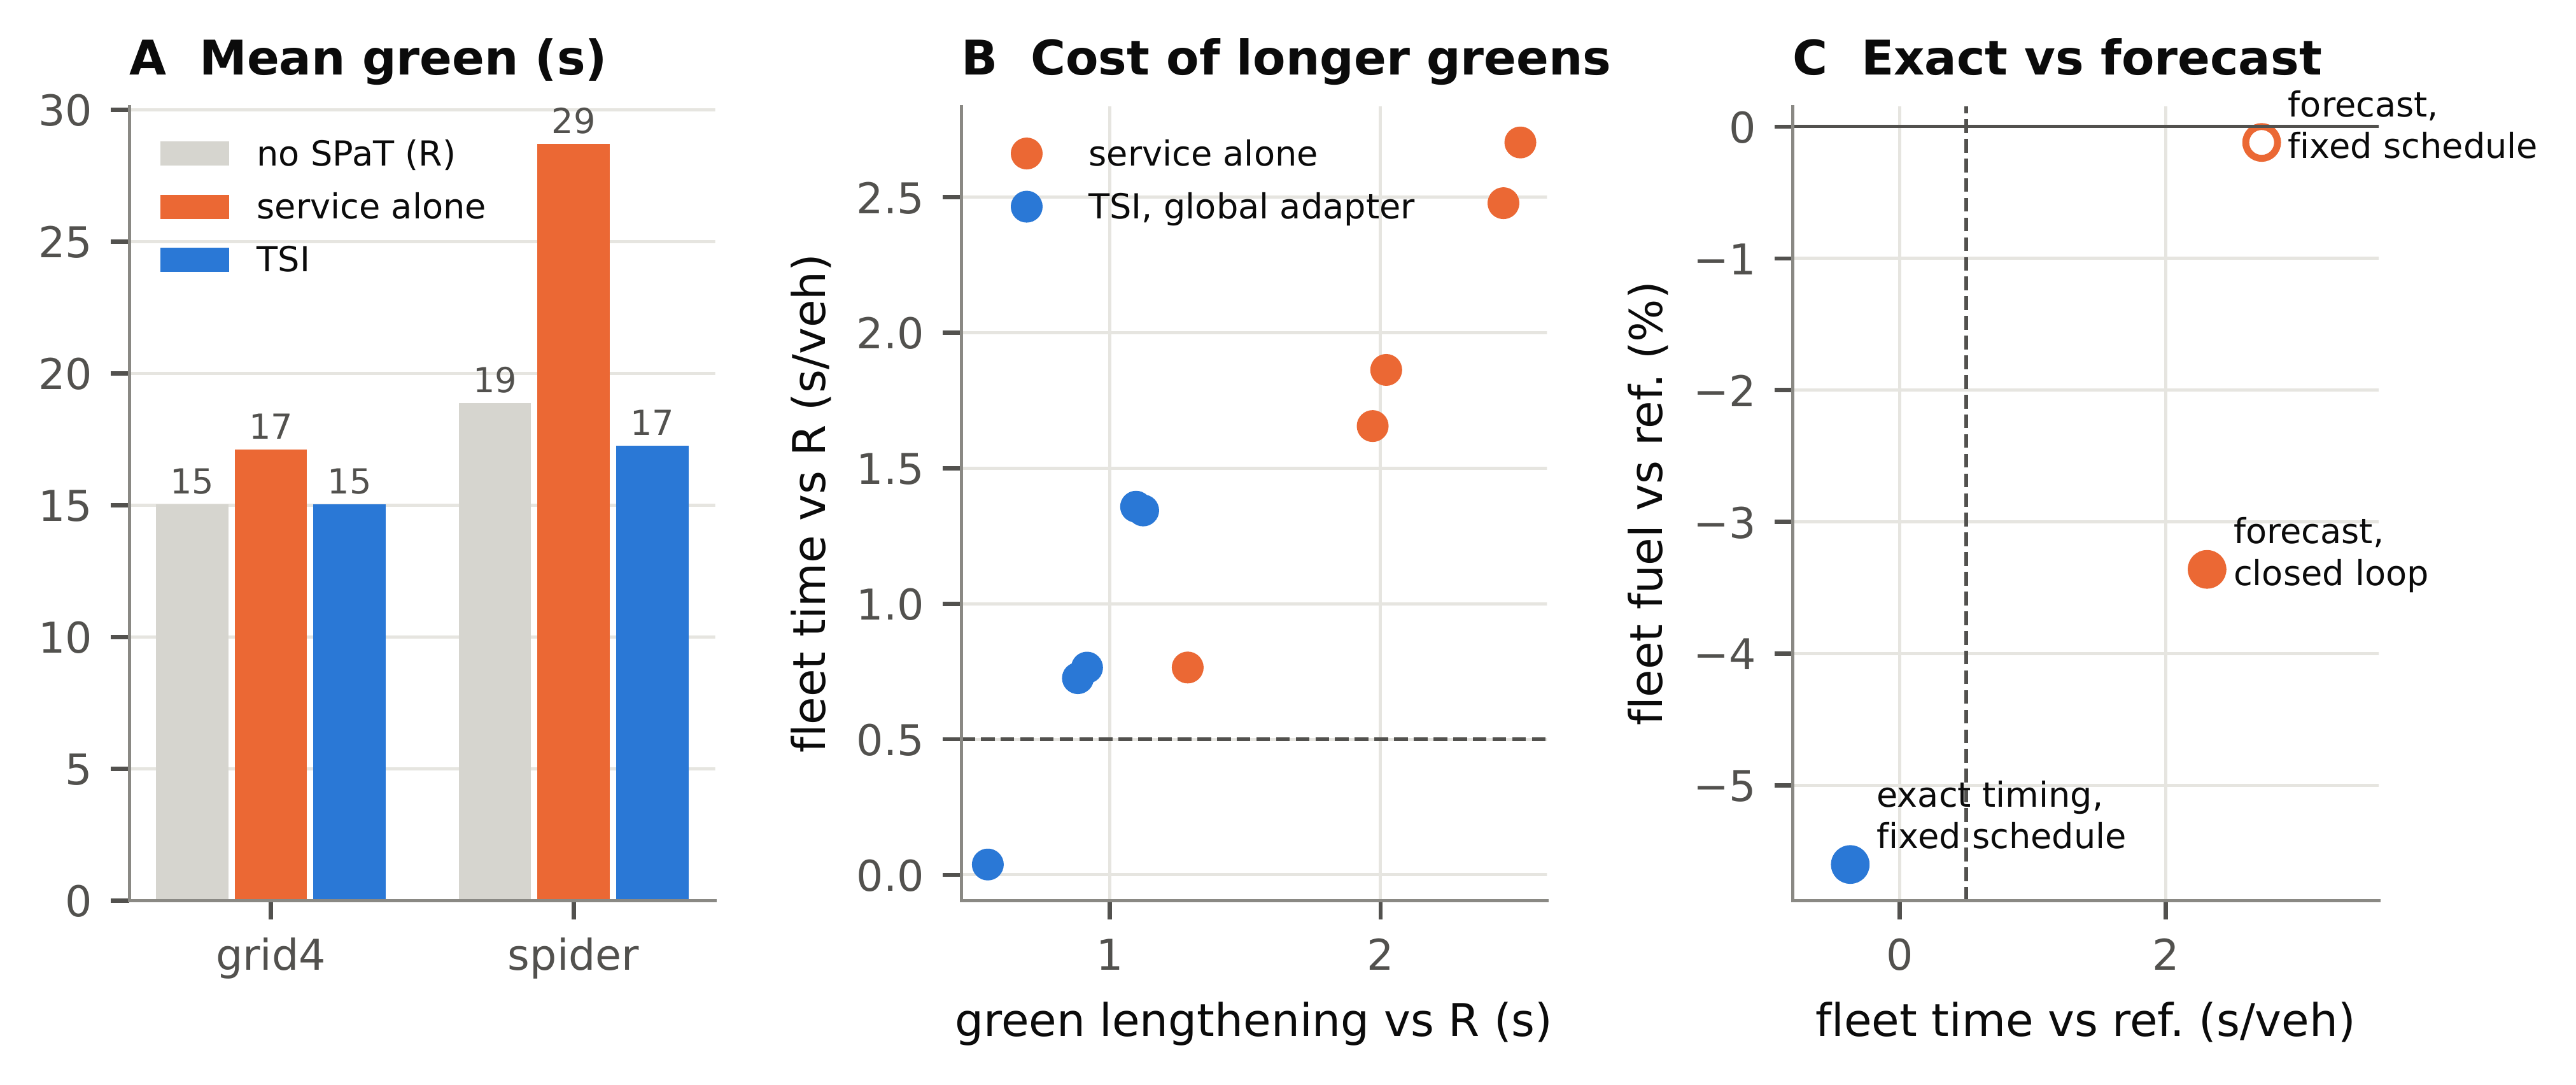 A Mean green (s)
30
25
20
15
10
5
0
no SPaT (R)
service alone
TSI
15
17
15
19
29
17
grid4
spider
B Cost of longer greens
fleet time vs R (s/veh)
2.5
2.0
1.5
1.0
0.5
0.0
service alone
TSI, global adapter
1
2
green lengthening vs R (s)
C Exact vs forecast
fleet fuel vs ref. (%)
0
−1
−2
−3
−4
−5
forecast,
fixed schedule
forecast,
closed loop
exact timing,
fixed schedule
0
2
fleet time vs ref. (s/veh)